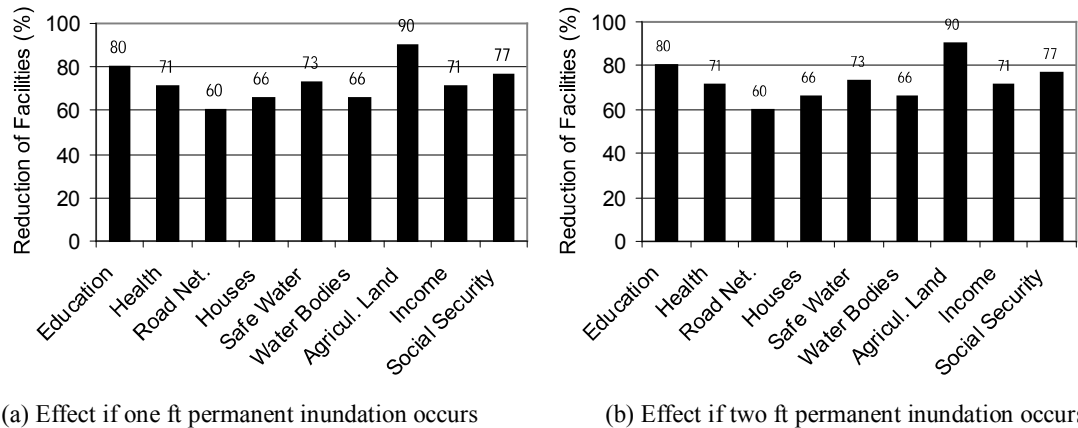 Reduction of Facilities (%)
100
80
60
40
20
0
80
71
60
66
73
66
90
71
77
Education
Health
Road Net.
Houses
Safe Water
Water Bodies
Agricul. Land
Income
Social Security
(a) Effect if one ft permanent inundation occurs
Reduction of Facilities (%)
100
80
60
40
20
0
80
71
60
66
73
66
90
71
77
Education
Health
Road Net.
Houses
Safe Water
Water Bodies
Agricul. Land
Income
Social Security
(b) Effect if two ft permanent inundation occurs